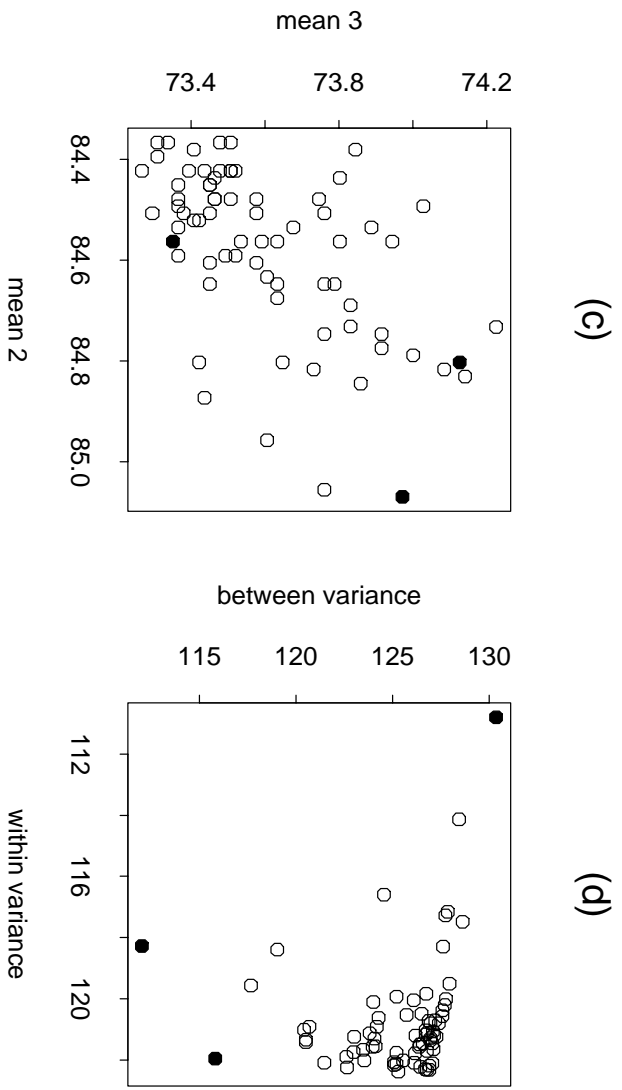 (c)
mean 3
73.4 73.8 74.2
84.4 84.6 84.8 85.0
mean 2
(d)
between variance
115 120 125 130
112 116 120
within variance